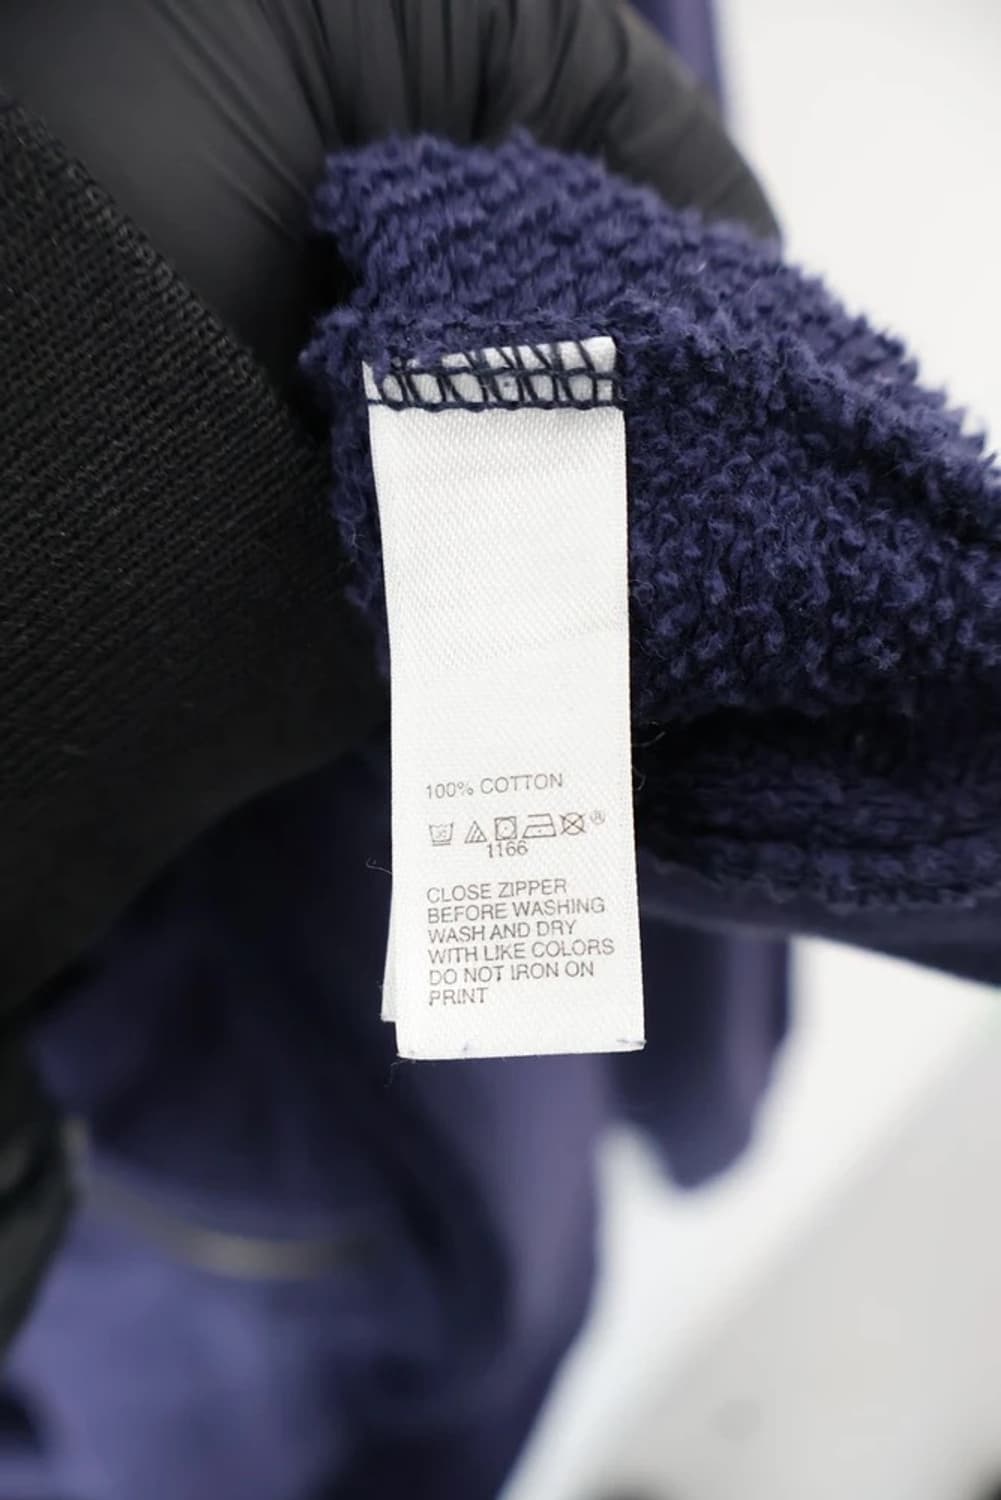 100% COTTON
®
1166
CLOSE ZIPPER
BEFORE WASHING
WASH AND DRY
WITH LIKE COLORS
DO NOT IRON ON
PRINT